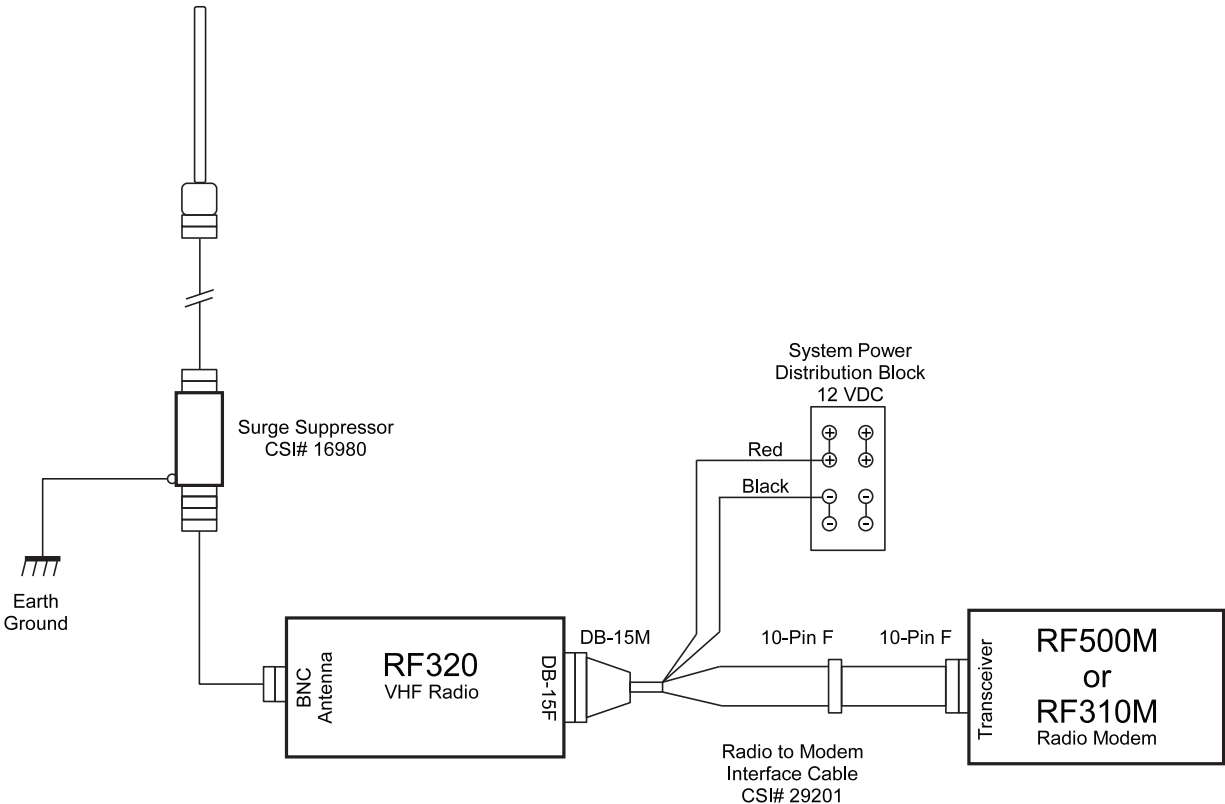 System Power
Distribution Block
12 VDC
+ +
Red
+ +
Black
- -
- -
Surge Suppressor
CSI# 16980
Earth
Ground
BNC
Antenna
RF320
VHF Radio
DB-15F
DB-15M
10-Pin F
10-Pin F
Transceiver
RF500M
or
RF310M
Radio Modem
Radio to Modem
Interface Cable
CSI# 29201